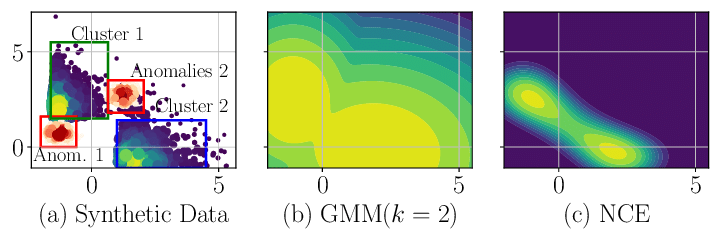 Cluster 1
Anomalies 2
Cluster 2
Anom. 1
5
0
0
5
0
5
0
5
(a) Synthetic Data
(b) GMM(k = 2)
(c) NCE